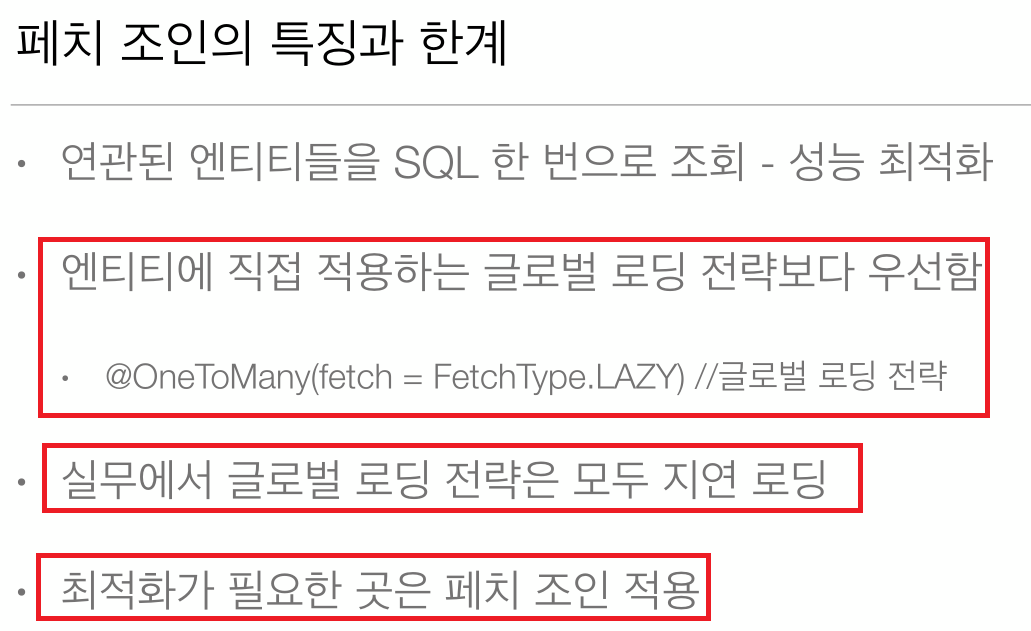 페치 조인의 특징과 한계
• 연관된 엔티티들을 SQL 한 번으로 조회 - 성능 최적화
• 엔티티에 직접 적용하는 글로벌 로딩 전략보다 우선함
• @OneToMany(fetch = FetchType.LAZY) //글로벌 로딩 전략
• 실무에서 글로벌 로딩 전략은 모두 지연 로딩
• 최적화가 필요한 곳은 페치 조인 적용